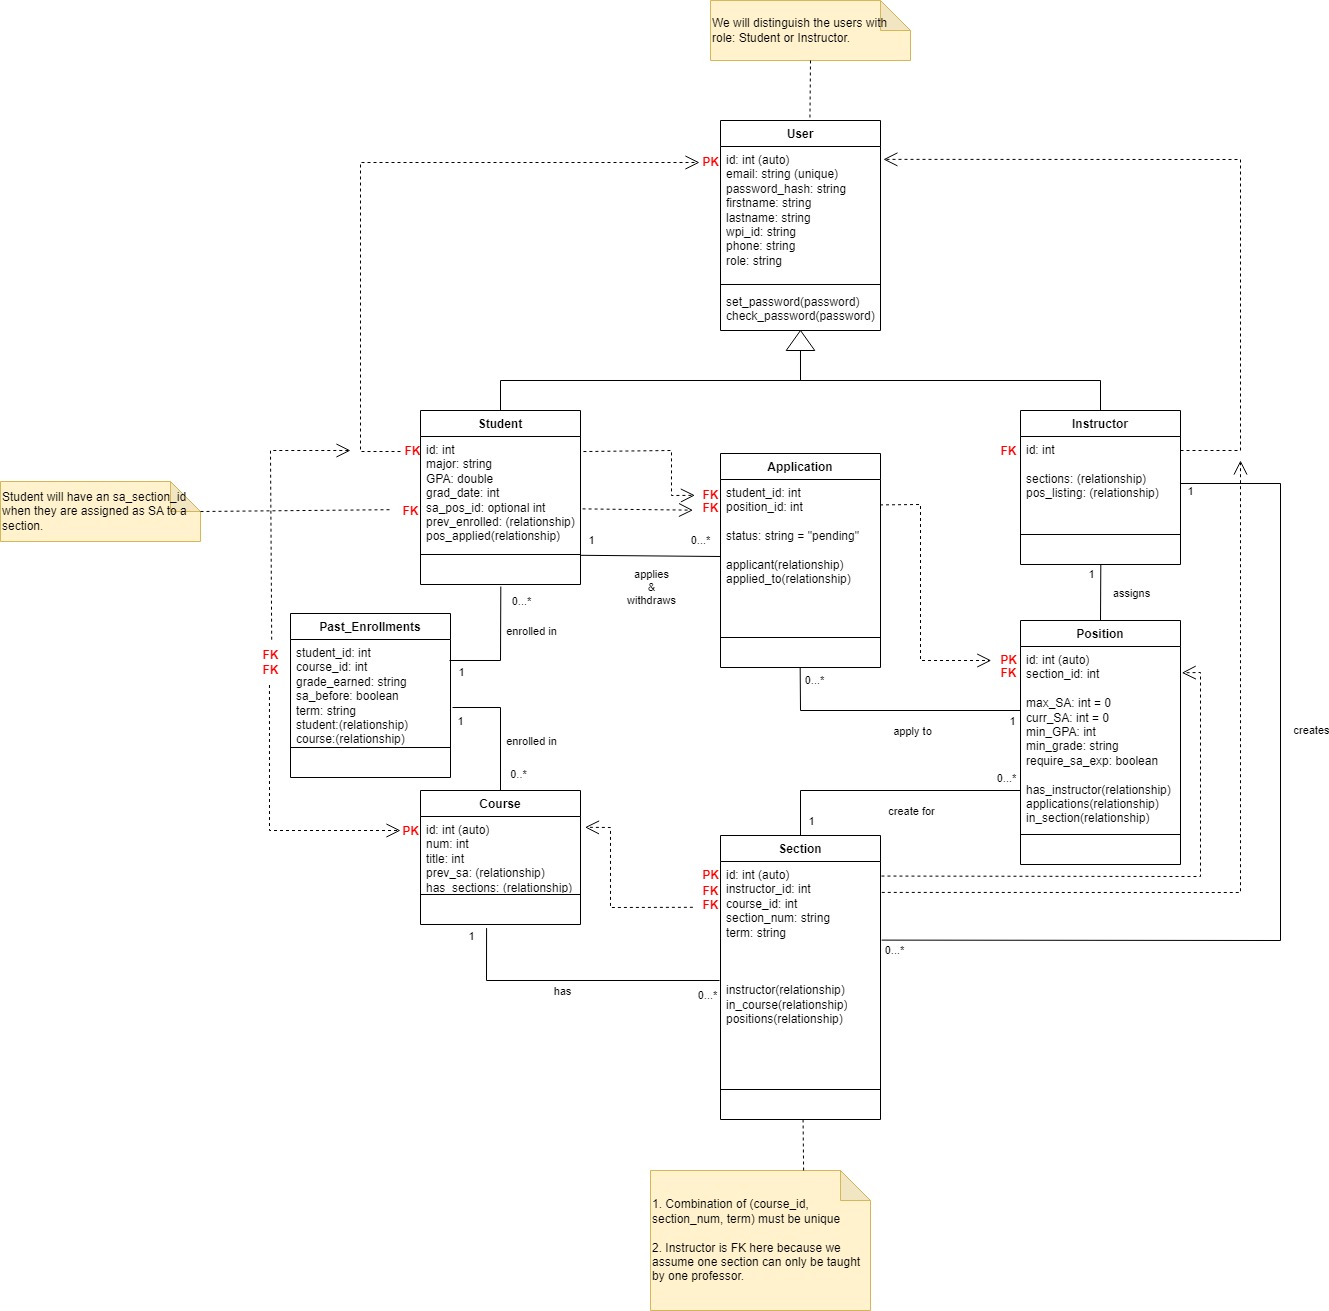 We will distinguish the users with
role: Student or Instructor.
User
PK
id: int (auto)
email: string (unique)
password_hash: string
firstname: string
lastname: string
wpi_id: string
phone: string
role: string
set_password(password)
check_password(password)
Student
FK
id: int
major: string
GPA: double
grad_date: int
FK
sa_pos_id: optional int
prev_enrolled: (relationship)
pos_applied(relationship)
Student will have an sa_section_id
when they are assigned as SA to a
section.
Application
FK
student_id: int
FK
position_id: int
status: string = "pending"
applicant(relationship)
applied_to(relationship)
Instructor
FK
id: int
sections: (relationship)
pos_listing: (relationship)
1
1
0...*
applies
&
withdraws
1
assigns
0...*
enrolled in
1
Past_Enrollments
FK
student_id: int
FK
course_id: int
grade_earned: string
sa_before: boolean
term: string
student:(relationship)
course:(relationship)
1
enrolled in
0..*
Position
PK
id: int (auto)
FK
section_id: int
max_SA: int = 0
curr_SA: int = 0
min_GPA: int
min_grade: string
require_sa_exp: boolean
has_instructor(relationship)
applications(relationship)
in_section(relationship)
0...*
1
apply to
creates
0...*
create for
1
Course
PK
id: int (auto)
num: int
title: int
prev_sa: (relationship)
has_sections: (relationship)
1
has
0...*
Section
PK
id: int (auto)
FK
instructor_id: int
FK
course_id: int
section_num: string
term: string
instructor(relationship)
in_course(relationship)
positions(relationship)
0...*
1. Combination of (course_id,
section_num, term) must be unique
2. Instructor is FK here because we
assume one section can only be taught
by one professor.